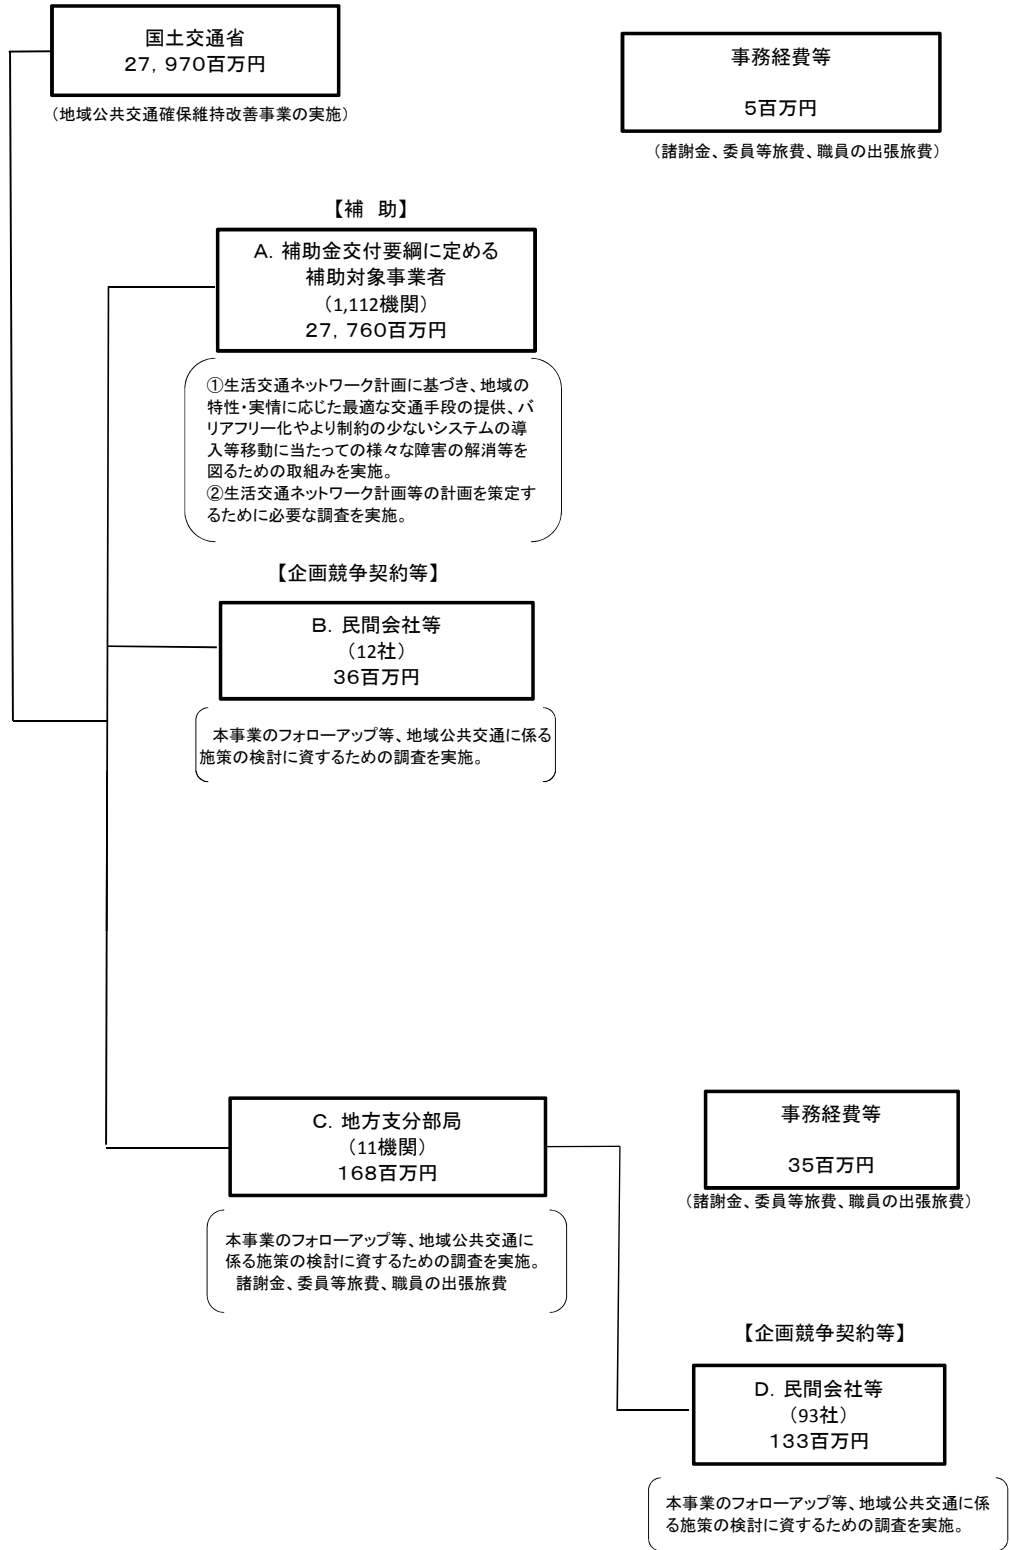 国土交通省
27，970百万円
（地域公共交通確保維持改善事業の実施）
事務経費等
5百万円
（諸謝金、委員等旅費、職員の出張旅費）
【補　助】
A．補助金交付要綱に定める
補助対象事業者
（1,112機関）
27，760百万円
①生活交通ネットワーク計画に基づき、地域の
特性・実情に応じた最適な交通手段の提供、バ
リアフリー化やより制約の少ないシステムの導
入等移動に当たっての様々な障害の解消等を
図るための取組みを実施。
②生活交通ネットワーク計画等の計画を策定す
るために必要な調査を実施。
【企画競争契約等】
B．民間会社等
（12社）
36百万円
本事業のフォローアップ等、地域公共交通に係る
施策の検討に資するための調査を実施。
C．地方支分部局
（11機関）
168百万円
本事業のフォローアップ等、地域公共交通に
係る施策の検討に資するための調査を実施。
諸謝金、委員等旅費、職員の出張旅費
事務経費等
35百万円
（諸謝金、委員等旅費、職員の出張旅費）
【企画競争契約等】
D．民間会社等
（93社）
133百万円
本事業のフォローアップ等、地域公共交通に係
る施策の検討に資するための調査を実施。